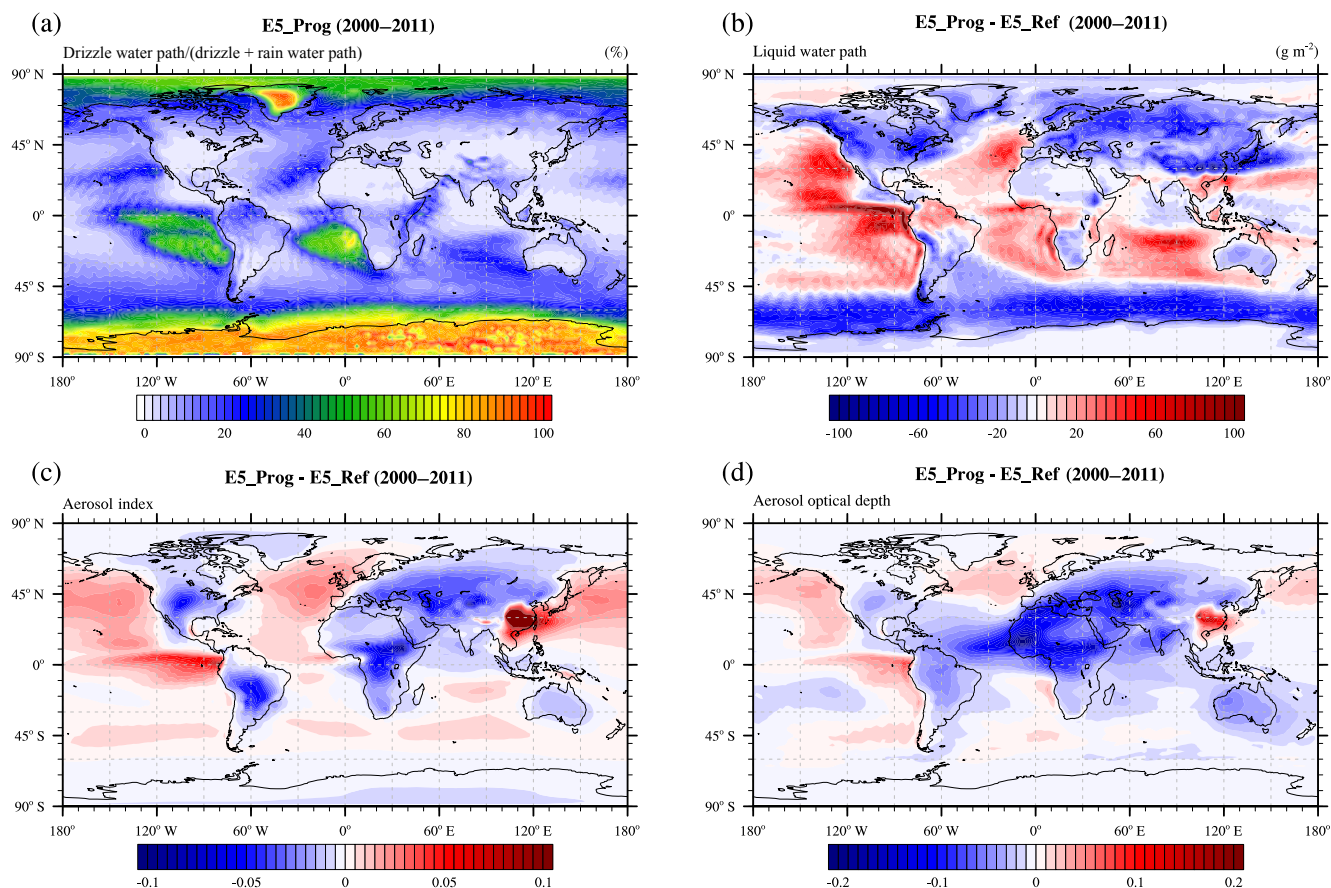 (a)
E5_Prog (2000–2011)
Drizzle water path/(drizzle + rain water path) (%)
90° N
45° N
0°
45° S
90° S
180° 120° W 60° W 0° 60° E 120° E 180°
0 20 40 60 80 100
(b)
E5_Prog - E5_Ref (2000–2011)
Liquid water path (g m⁻²)
90° N
45° N
0°
45° S
90° S
180° 120° W 60° W 0° 60° E 120° E 180°
-100 -60 -20 20 60 100
(c)
E5_Prog - E5_Ref (2000–2011)
Aerosol index
90° N
45° N
0°
45° S
90° S
180° 120° W 60° W 0° 60° E 120° E 180°
-0.1 -0.05 0 0.05 0.1
(d)
E5_Prog - E5_Ref (2000–2011)
Aerosol optical depth
90° N
45° N
0°
45° S
90° S
180° 120° W 60° W 0° 60° E 120° E 180°
-0.2 -0.1 0 0.1 0.2